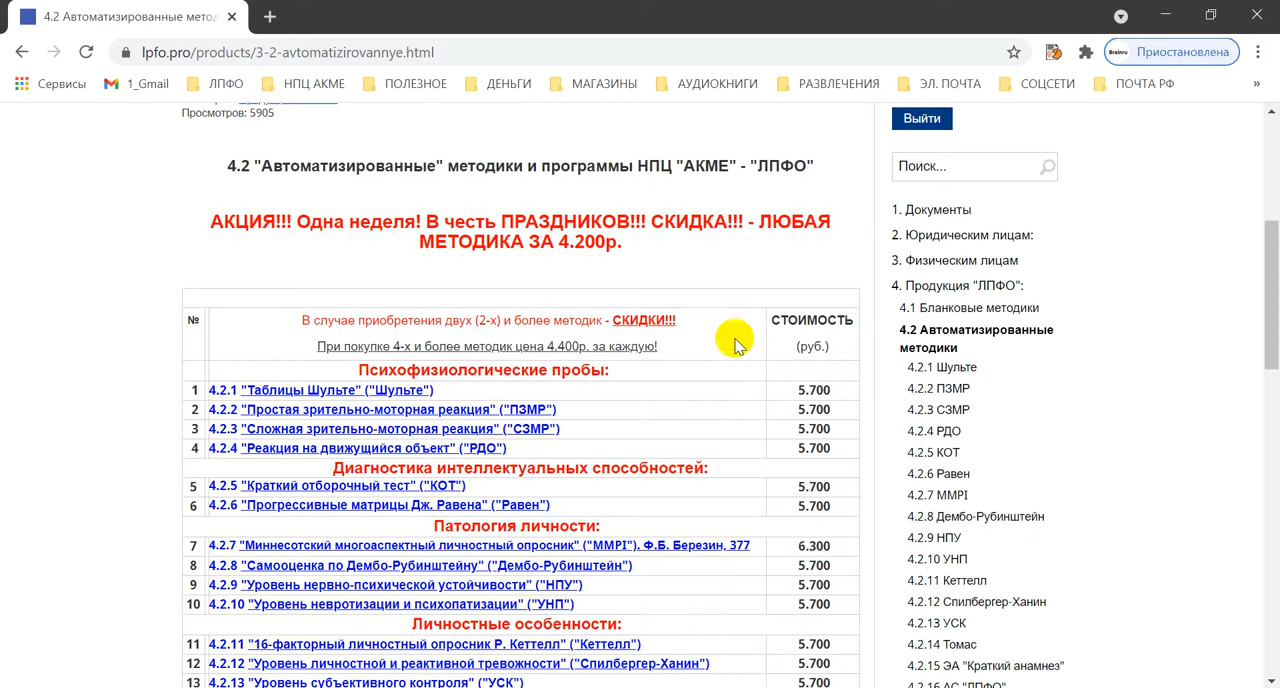 4.2 Автоматизированные метод
lpfo.pro/products/3-2-avtomatizirovannye.html
Brainru Приостановлена
Сервисы 1_Gmail ЛПФО НПЦ АКМЕ ПОЛЕЗНОЕ ДЕНЬГИ МАГАЗИНЫ АУДИОКНИГИ РАЗВЛЕЧЕНИЯ ЭЛ. ПОЧТА СОЦСЕТИ ПОЧТА РФ »
Просмотров: 5905
4.2 "Автоматизированные" методики и программы НПЦ "АКМЕ" - "ЛПФО"
АКЦИЯ!!! Одна неделя! В честь ПРАЗДНИКОВ!!! СКИДКА!!! - ЛЮБАЯ
МЕТОДИКА ЗА 4.200р.
№ В случае приобретения двух (2-х) и более методик - СКИДКИ!!! СТОИМОСТЬ
При покупке 4-х и более методик цена 4.400р. за каждую! (руб.)
Психофизиологические пробы:
1 4.2.1 "Таблицы Шульте" ("Шульте") 5.700
2 4.2.2 "Простая зрительно-моторная реакция" ("ПЗМР") 5.700
3 4.2.3 "Сложная зрительно-моторная реакция" ("СЗМР") 5.700
4 4.2.4 "Реакция на движущийся объект" ("РДО") 5.700
Диагностика интеллектуальных способностей:
5 4.2.5 "Краткий отборочный тест" ("КОТ") 5.700
6 4.2.6 "Прогрессивные матрицы Дж. Равена" ("Равен") 5.700
Патология личности:
7 4.2.7 "Миннесотский многоаспектный личностный опросник" ("MMPI"). Ф.Б. Березин, 377 6.300
8 4.2.8 "Самооценка по Дембо-Рубинштейну" ("Дембо-Рубинштейн") 5.700
9 4.2.9 "Уровень нервно-психической устойчивости" ("НПУ") 5.700
10 4.2.10 "Уровень невротизации и психопатизации" ("УНП") 5.700
Личностные особенности:
11 4.2.11 "16-факторный личностный опросник Р. Кеттелл" ("Кеттелл") 5.700
12 4.2.12 "Уровень личностной и реактивной тревожности" ("Спилбергер-Ханин") 5.700
13 4.2.13 "Уровень субъективного контроля" ("УСК") 5.700
Выйти
Поиск...
1. Документы
2. Юридическим лицам:
3. Физическим лицам
4. Продукция "ЛПФО":
4.1 Бланковые методики
4.2 Автоматизированные
методики
4.2.1 Шульте
4.2.2 ПЗМР
4.2.3 СЗМР
4.2.4 РДО
4.2.5 КОТ
4.2.6 Равен
4.2.7 MMPI
4.2.8 Дембо-Рубинштейн
4.2.9 НПУ
4.2.10 УНП
4.2.11 Кеттелл
4.2.12 Спилбергер-Ханин
4.2.13 УСК
4.2.14 Томас
4.2.15 ЭА "Краткий анамнез"
4.2.16 АС "ЛПФО"